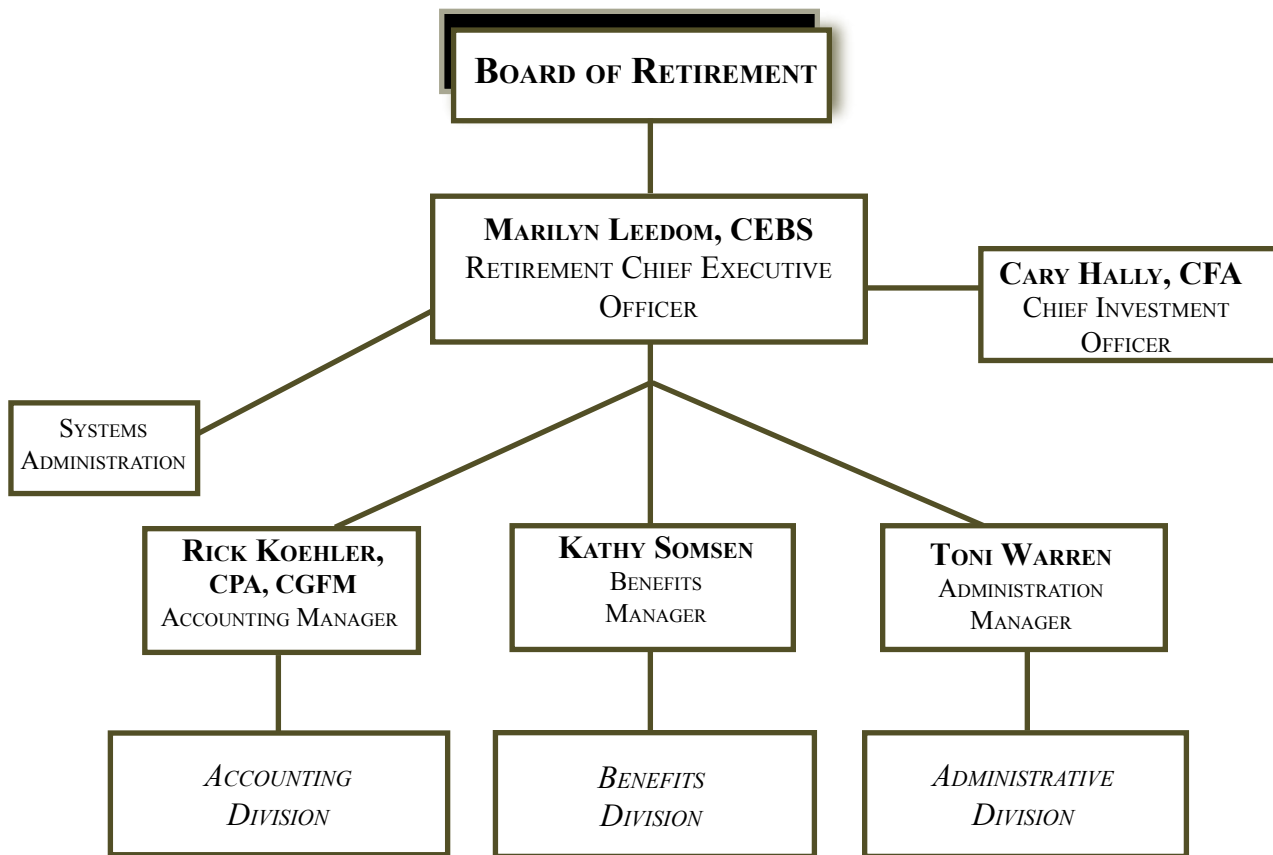 Board of Retirement
Marilyn Leedom, CEBS
Retirement Chief Executive
Officer
Cary Hally, CFA
Chief Investment
Officer
Systems
Administration
Rick Koehler,
CPA, CGFM
Accounting Manager
Kathy Somsen
Benefits
Manager
Toni Warren
Administration
Manager
Accounting
Division
Benefits
Division
Administrative
Division